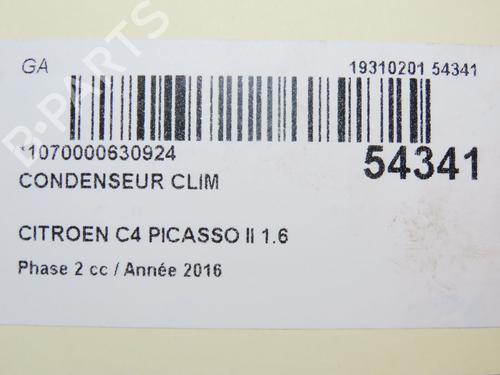 GA
19310201 54341
*1070000630924
54341
CONDENSEUR CLIM
CITROEN C4 PICASSO II 1.6
Phase 2 cc / Année 2016
B-PARTS